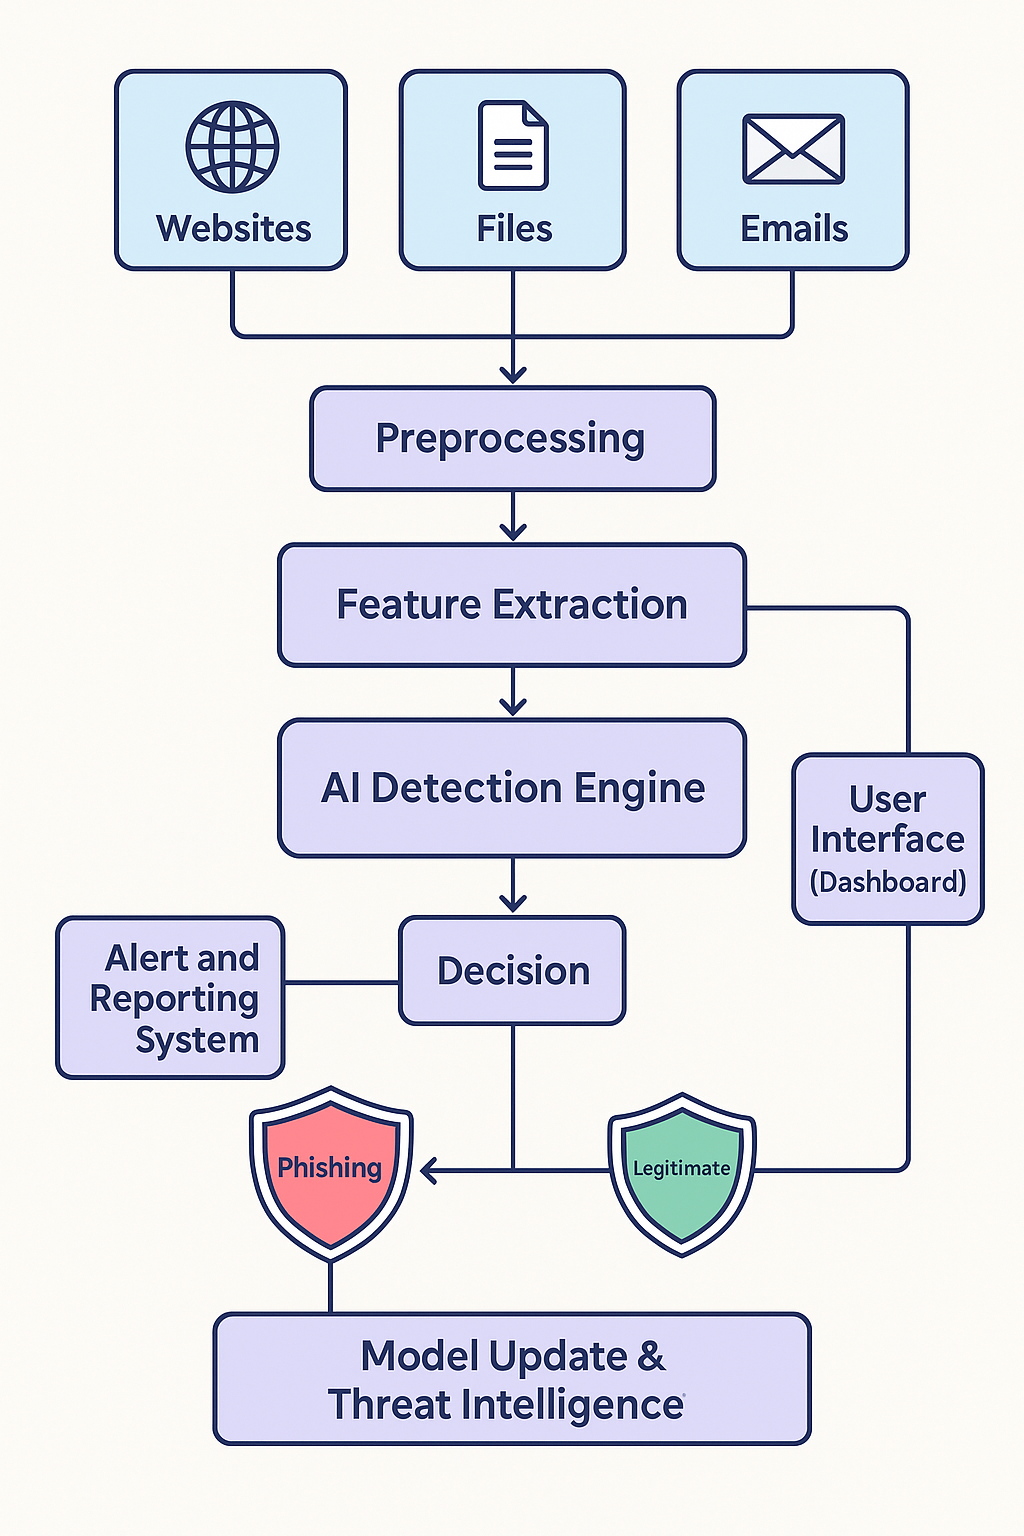 Websites
Files
Emails
Preprocessing
Feature Extraction
AI Detection Engine
User
Interface
(Dashboard)
Alert and
Reporting
System
Decision
Phishing
Legitimate
Model Update &
Threat Intelligence